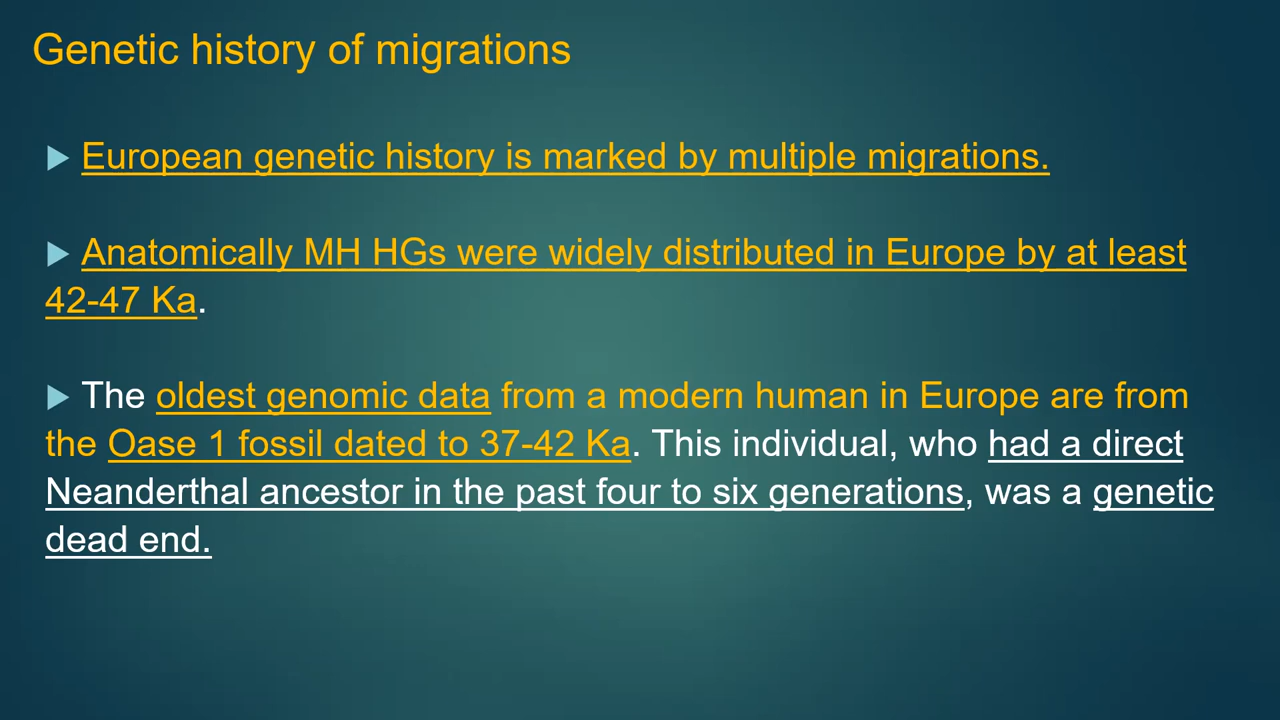 Genetic history of migrations
European genetic history is marked by multiple migrations.
Anatomically MH HGs were widely distributed in Europe by at least
42-47 Ka.
The oldest genomic data from a modern human in Europe are from
the Oase 1 fossil dated to 37-42 Ka. This individual, who had a direct
Neanderthal ancestor in the past four to six generations, was a genetic
dead end.